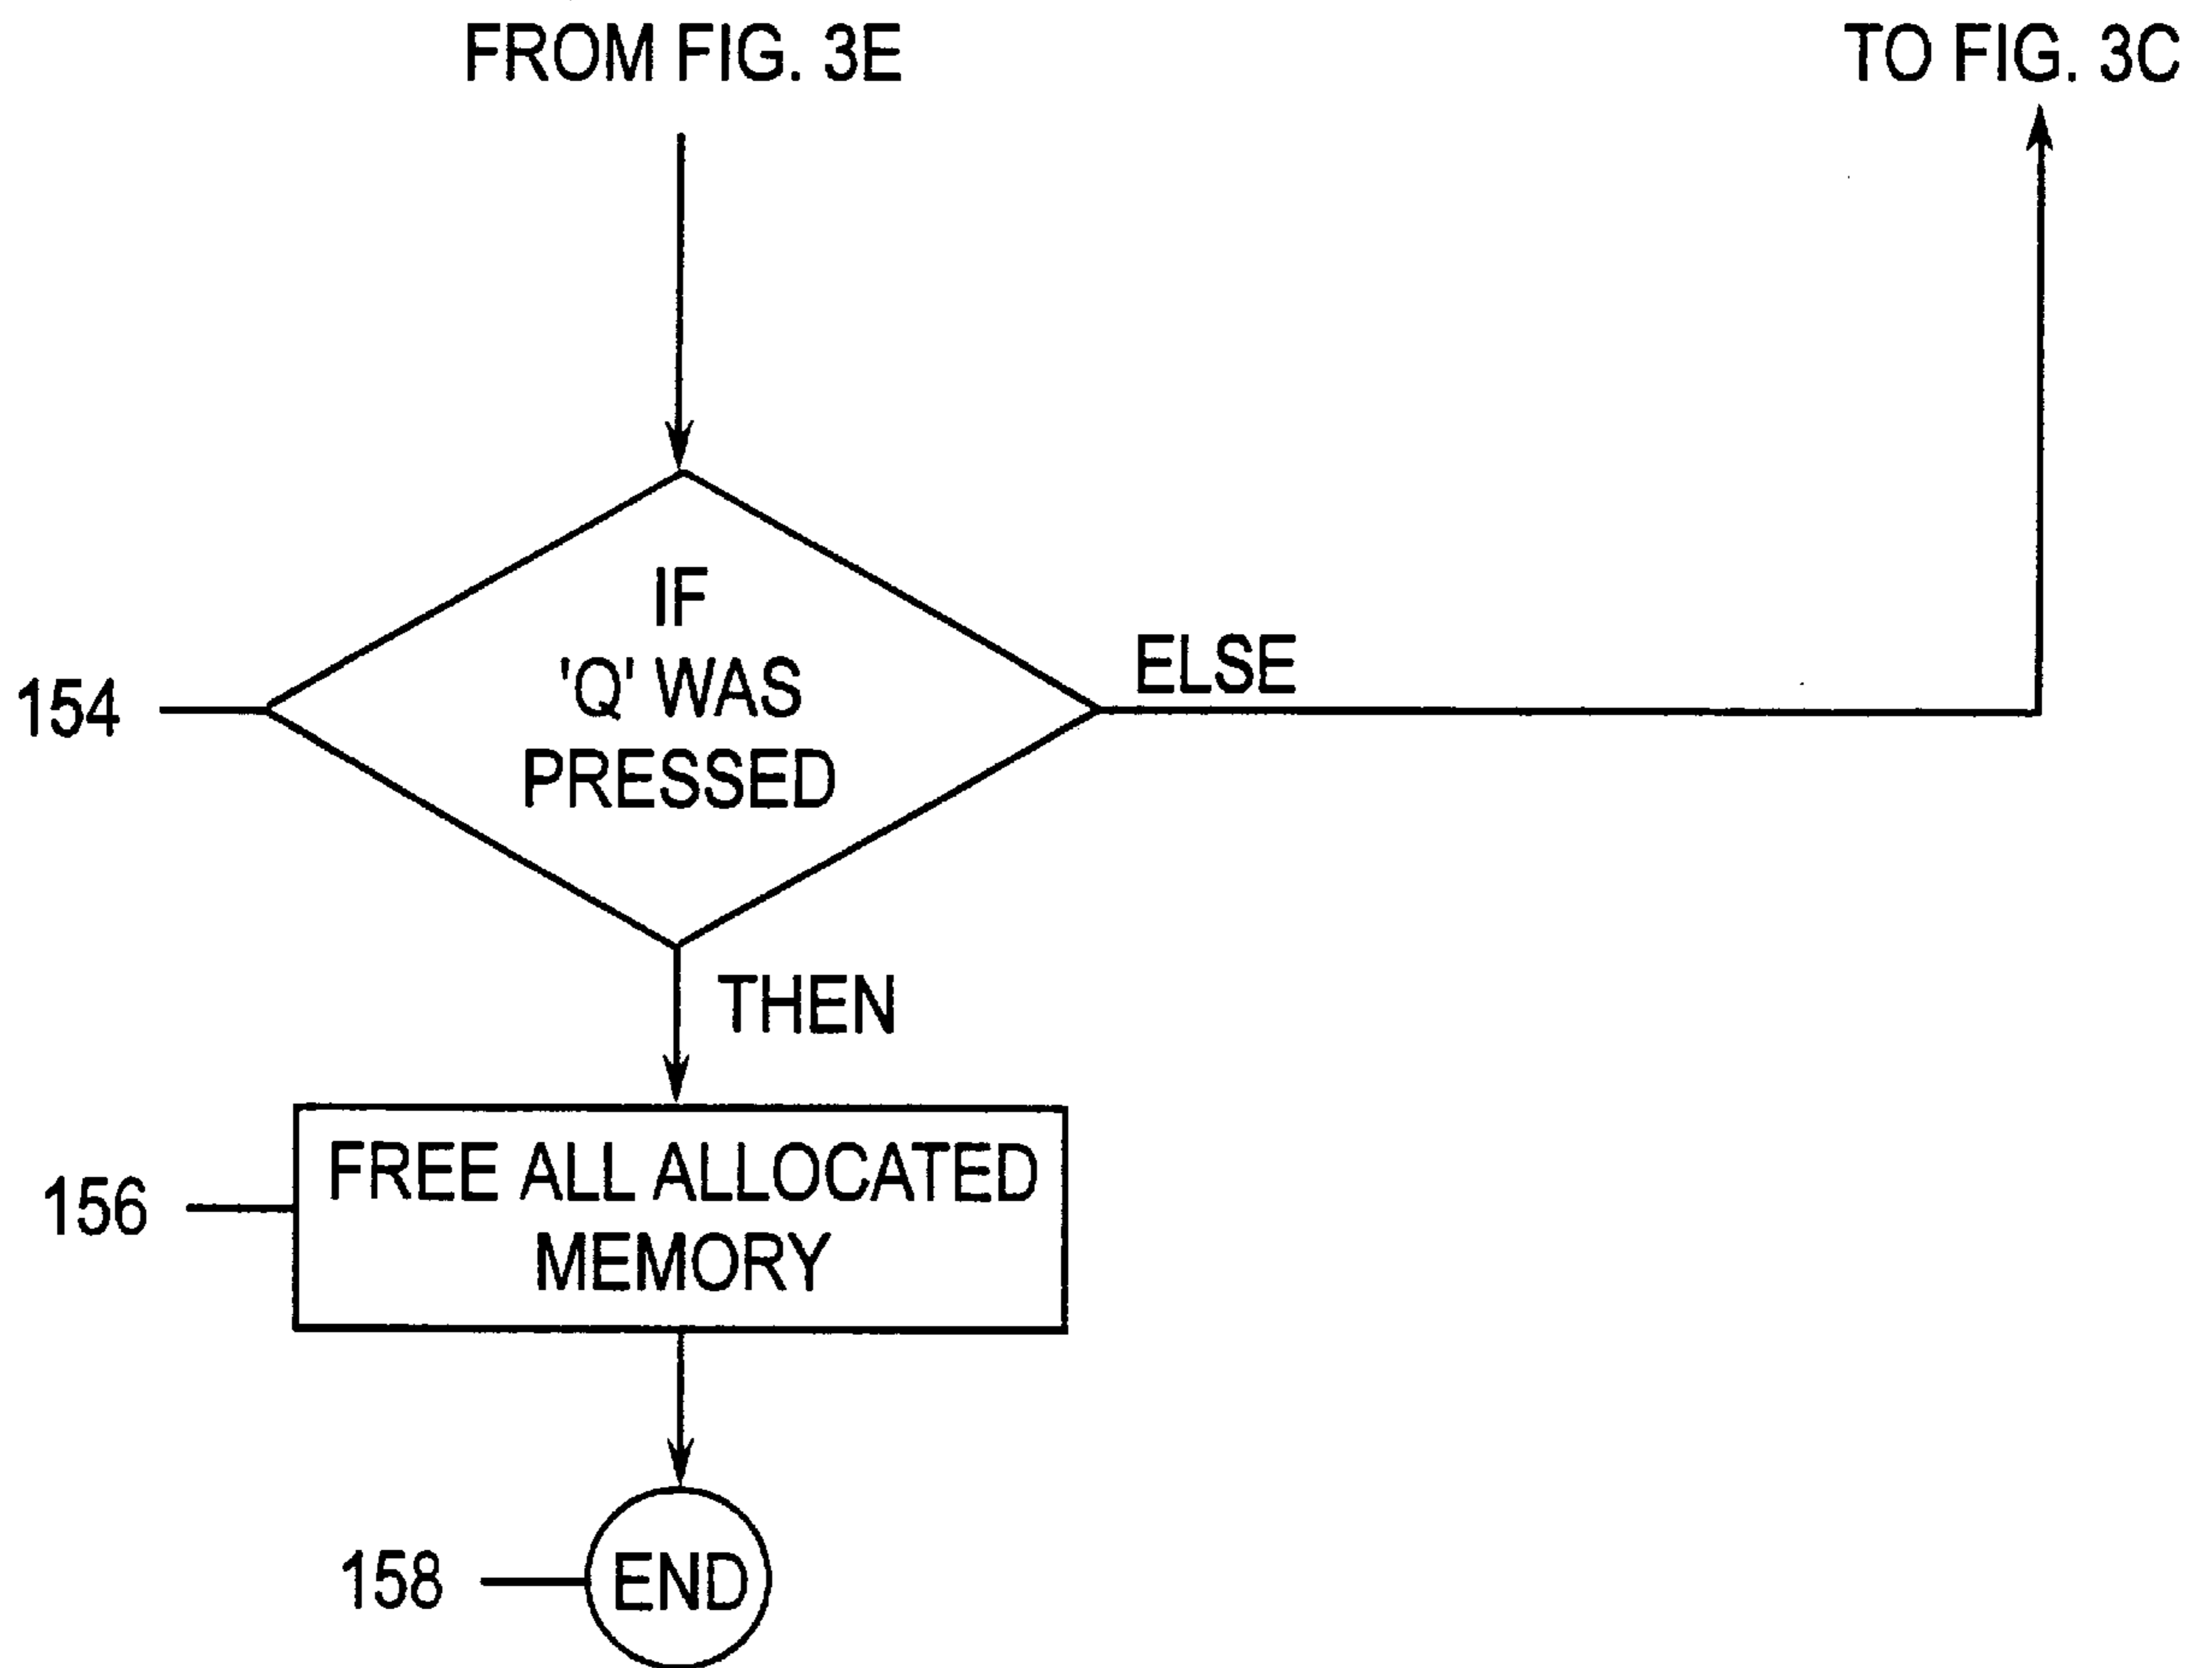 FROM FIG. 3E
TO FIG. 3C
IF
'Q' WAS
PRESSED
ELSE
154
THEN
FREE ALL ALLOCATED
MEMORY
156
END
158